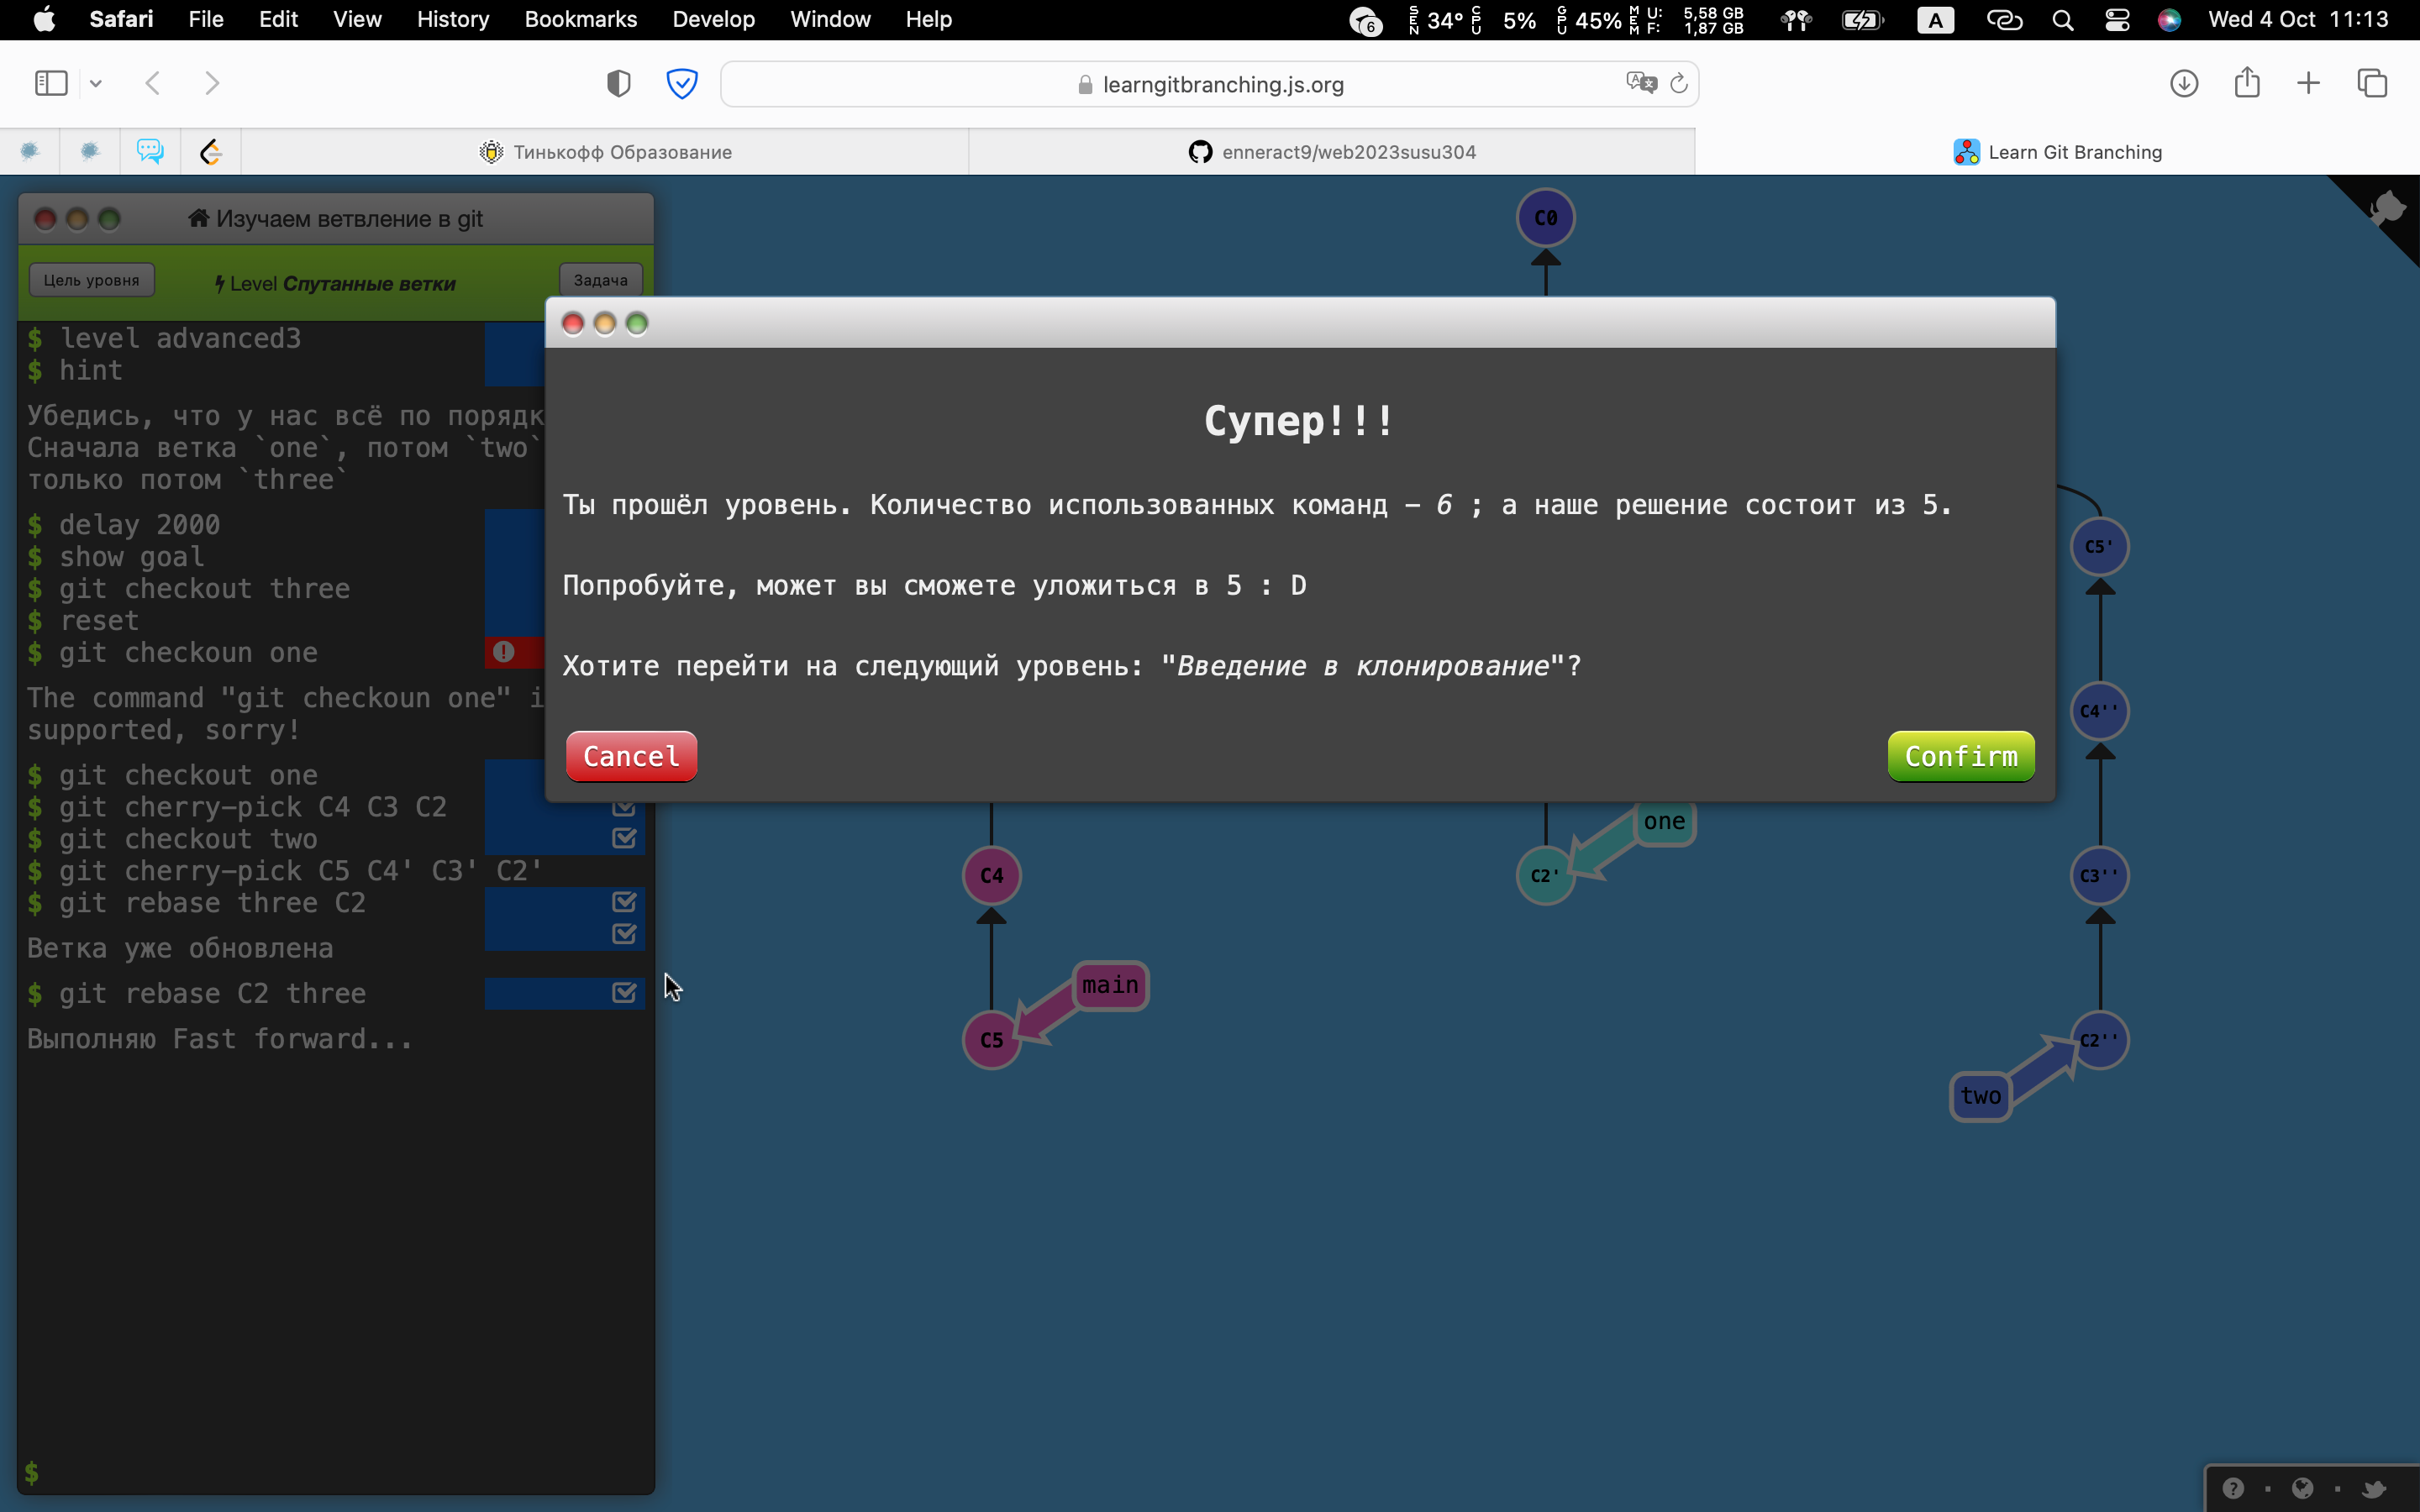 Safari File Edit View History Bookmarks Develop Window Help 6 SEN 34° CPU 5% GPU 45% MEM U: 5,58 GB F: 1,87 GB A Wed 4 Oct 11:13
learngitbranching.js.org
Тинькофф Образование enneract9/web2023susu304 Learn Git Branching
Изучаем ветвление в git
Цель уровня Level Спутанные ветки Задача
$ level advanced3
$ hint
Убедись, что у нас всё по порядк
Сначала ветка `one`, потом `two`
только потом `three`
$ delay 2000
$ show goal
$ git checkout three
$ reset
$ git checkoun one
The command "git checkoun one" i
supported, sorry!
$ git checkout one
$ git cherry-pick C4 C3 C2
$ git checkout two
$ git cherry-pick C5 C4' C3' C2'
$ git rebase three C2
Ветка уже обновлена
$ git rebase C2 three
Выполняю Fast forward...
$
Супер!!!
Ты прошёл уровень. Количество использованных команд – 6 ; а наше решение состоит из 5.
Попробуйте, может вы сможете уложиться в 5 : D
Хотите перейти на следующий уровень: "Введение в клонирование"?
Cancel Confirm
C0
C5'
C4''
one
C4 C2' C3''
main
C5 C2''
two